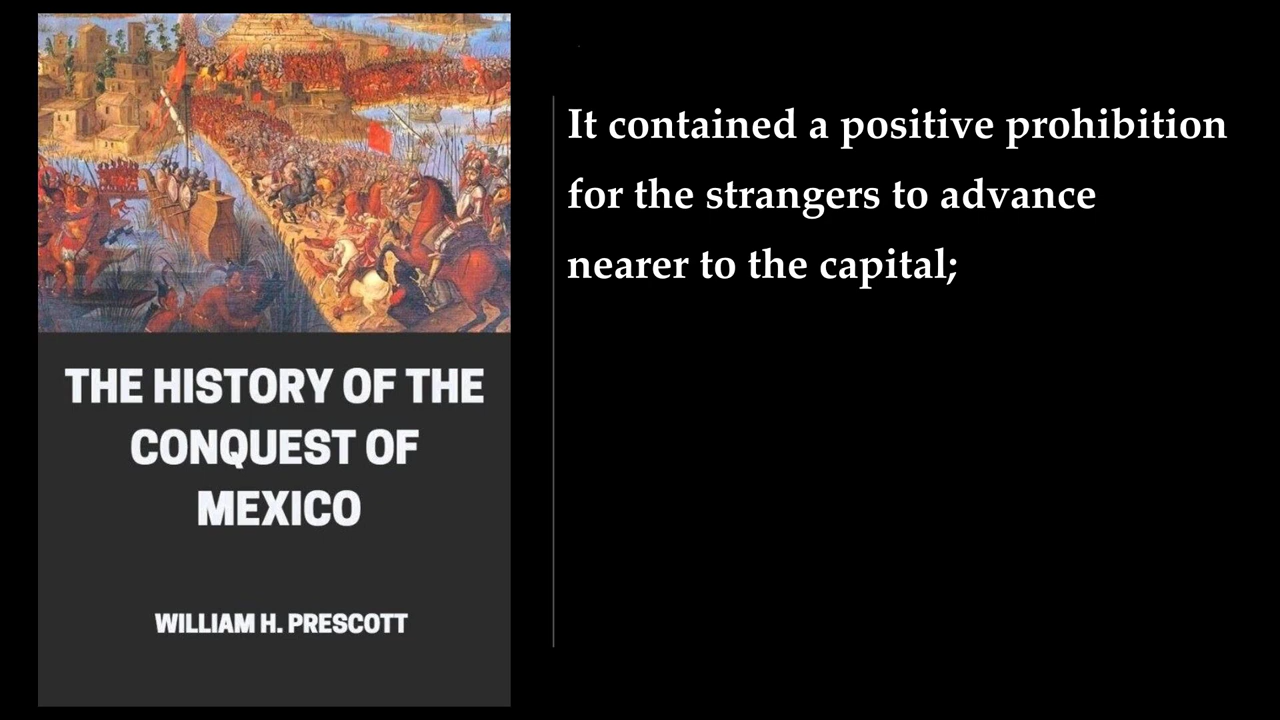 THE HISTORY OF THE
CONQUEST OF
MEXICO
WILLIAM H. PRESCOTT
It contained a positive prohibition
for the strangers to advance
nearer to the capital;